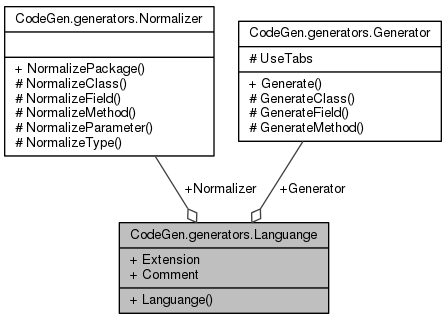 CodeGen.generators.Normalizer
+ NormalizePackage()
# NormalizeClass()
# NormalizeField()
# NormalizeMethod()
# NormalizeParameter()
# NormalizeType()
CodeGen.generators.Generator
# UseTabs
+ Generate()
# GenerateClass()
# GenerateField()
# GenerateMethod()
+Normalizer
+Generator
CodeGen.generators.Languange
+ Extension
+ Comment
+ Languange()